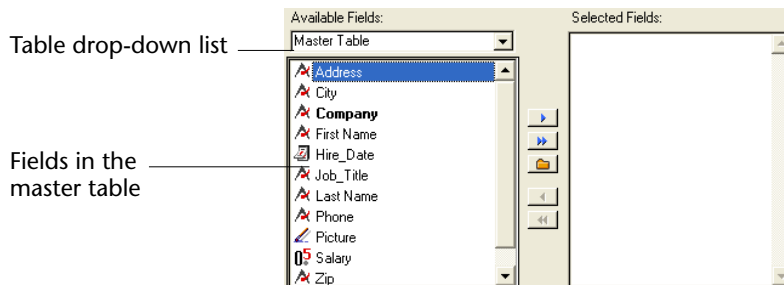 Available Fields:
Selected Fields:
Table drop-down list
Master Table
Address
City
Company
First Name
Hire_Date
Fields in the
master table
Job_Title
Last Name
Phone
Picture
Salary
Zip